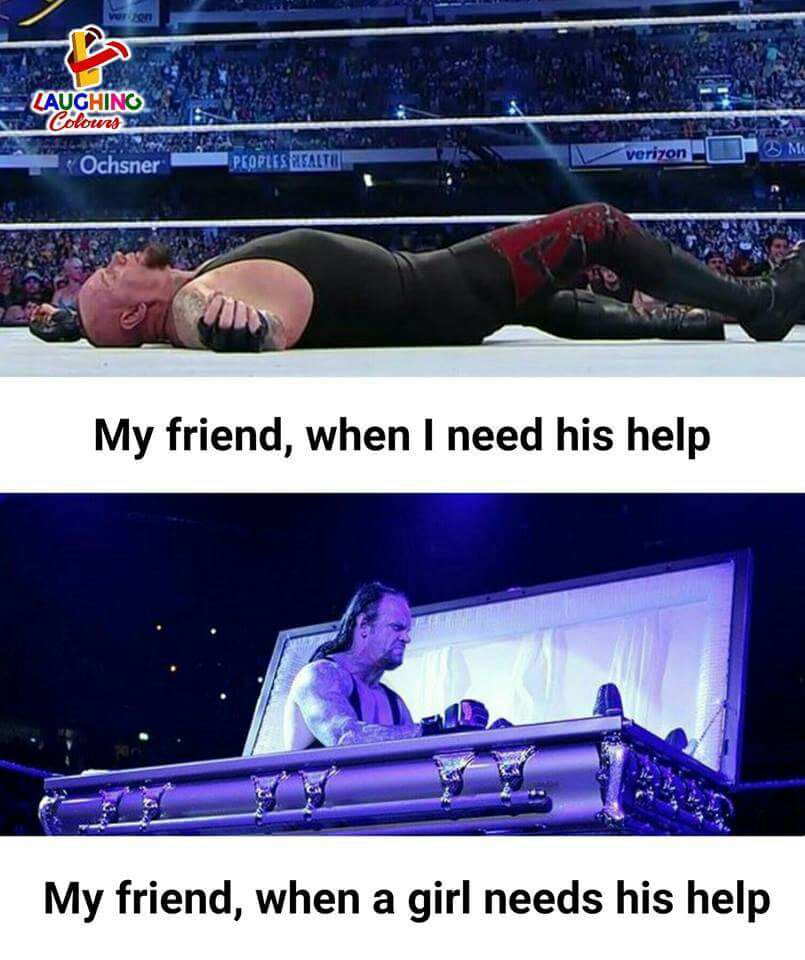 verizon
LAUGHING
Colours
Ochsner
PEOPLES HEALTH
verizon
My friend, when I need his help
My friend, when a girl needs his help